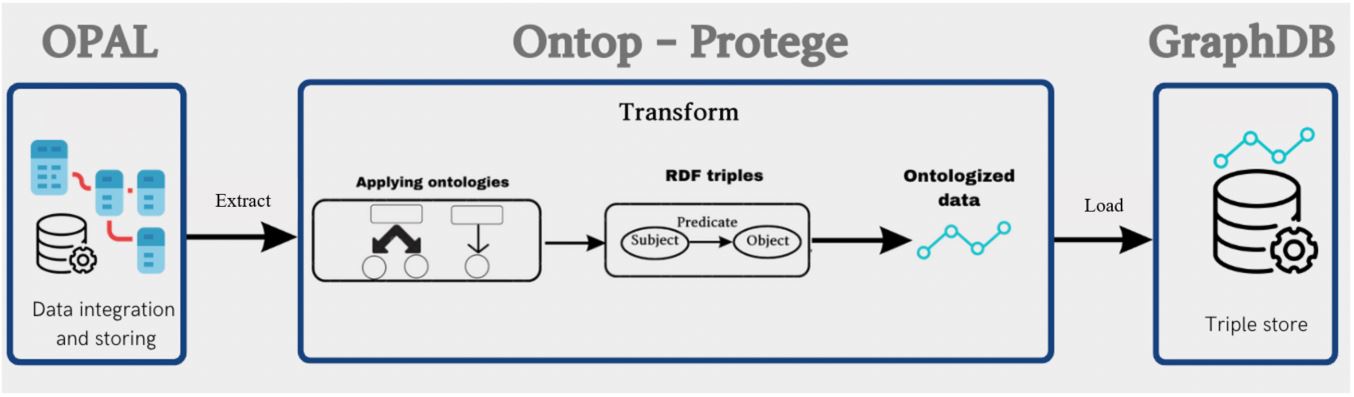 OPAL
Ontop - Protege
GraphDB
Transform
Applying ontologies
RDF triples
Ontologized
data
Predicate
Subject
Object
Extract
Load
Data integration
and storing
Triple store